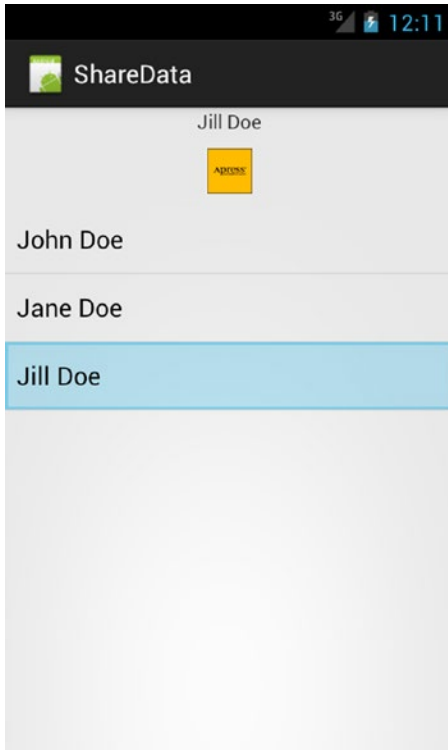 3G 12:11
ShareData
Jill Doe
Apress
John Doe
Jane Doe
Jill Doe